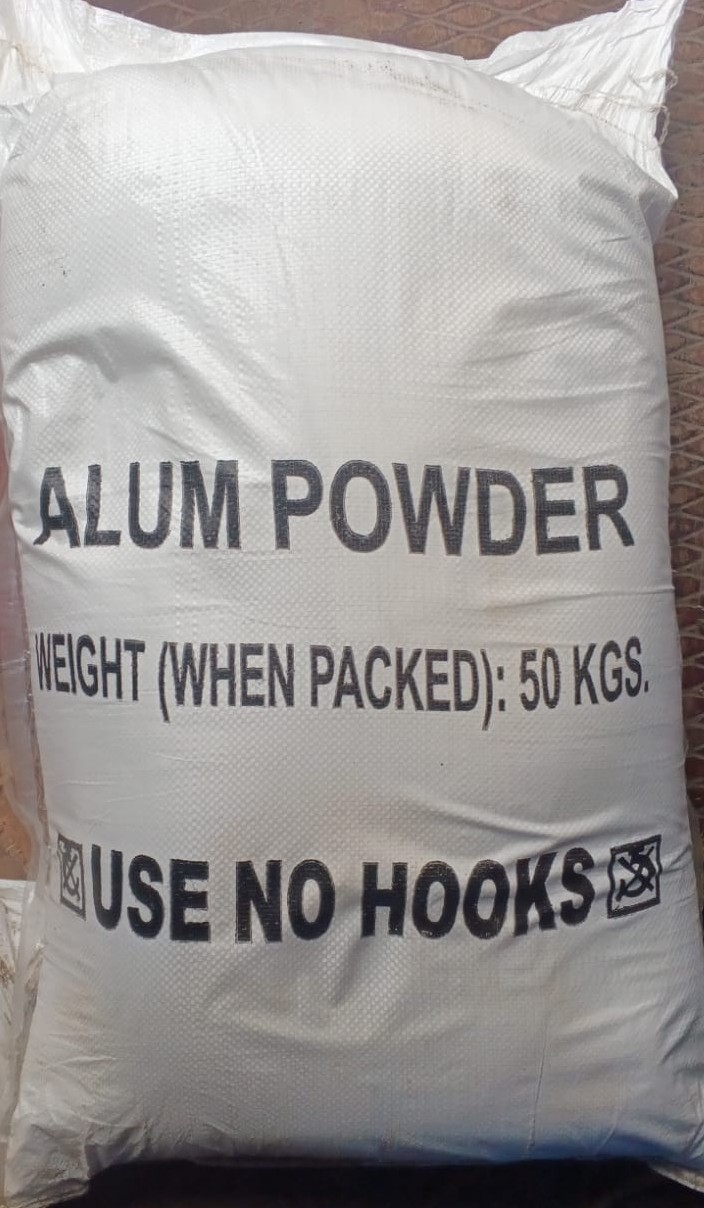 ALUM POWDER
WEIGHT (WHEN PACKED): 50 KGS.
USE NO HOOKS